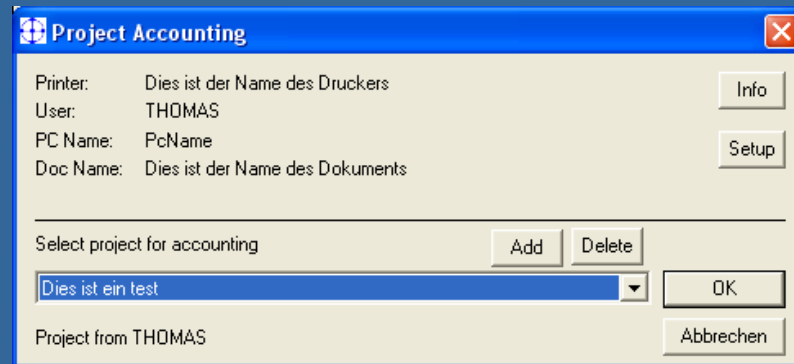 Project Accounting
Printer: Dies ist der Name des Druckers
Info
User: THOMAS
PC Name: PcName
Setup
Doc Name: Dies ist der Name des Dokuments
Select project for accounting
Add
Delete
Dies ist ein test
OK
Project from THOMAS
Abbrechen